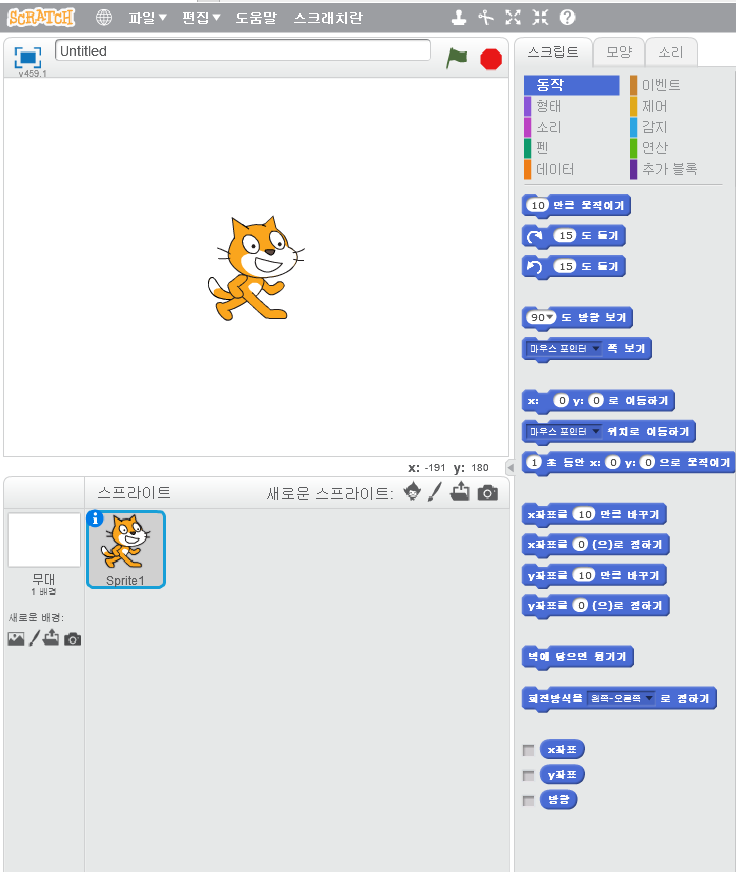 SCRATCH 파일▼ 편집▼ 도움말 스크래치란
v459.1
Untitled
x: -191 y: 180
스프라이트 새로운 스프라이트:
무대
1 배경
새로운 배경:
Sprite1
스크립트 모양 소리
동작 이벤트
형태 제어
소리 감지
펜 연산
데이터 추가 블록
10 만큼 움직이기
15 도 돌기
15 도 돌기
90▼ 도 방향 보기
마우스 포인터 ▼ 쪽 보기
x: 0 y: 0 로 이동하기
마우스 포인터 ▼ 위치로 이동하기
1 초 동안 x: 0 y: 0 으로 움직이기
x좌표를 10 만큼 바꾸기
x좌표를 0 (으)로 정하기
y좌표를 10 만큼 바꾸기
y좌표를 0 (으)로 정하기
벽에 닿으면 튕기기
회전방식을 왼쪽-오른쪽 ▼ 로 정하기
x좌표
y좌표
방향